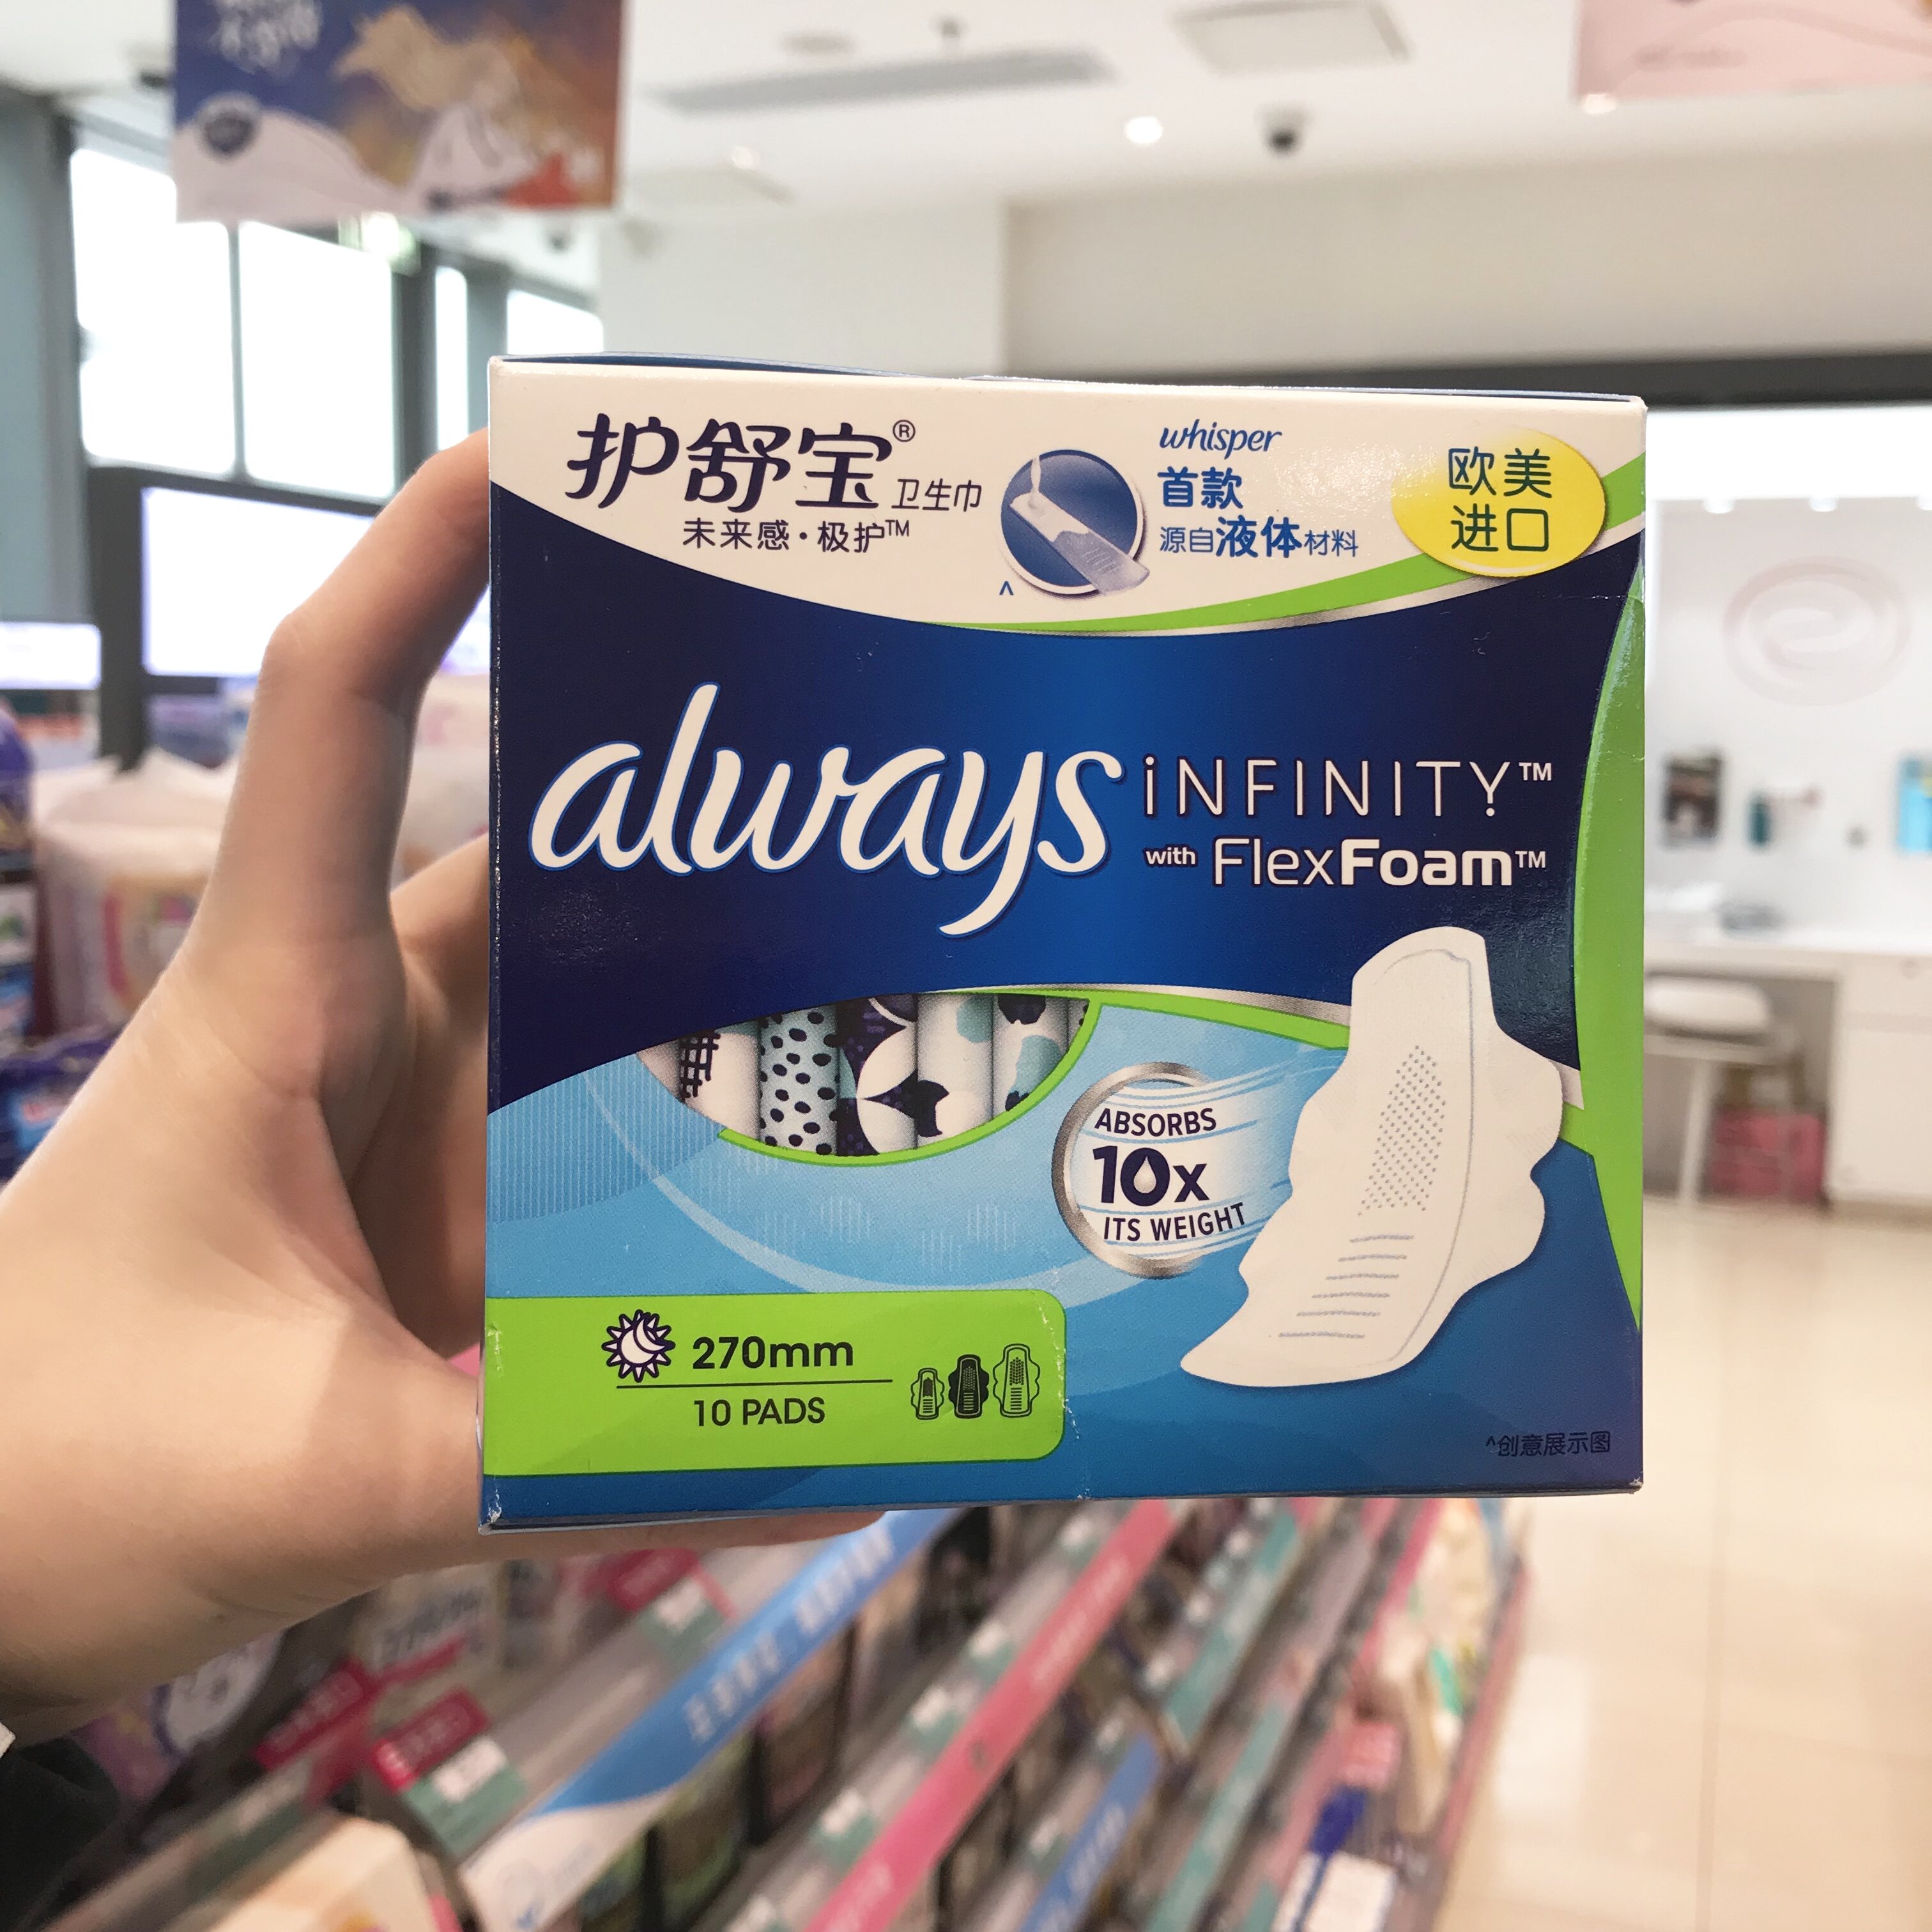 护舒宝® 卫生巾
未来感·极护™
whisper
首款
源自液体材料
欧美
进口
^
always iNFINITY™
with FlexFoam™
ABSORBS
10x
ITS WEIGHT
270mm
10 PADS
^创意展示图